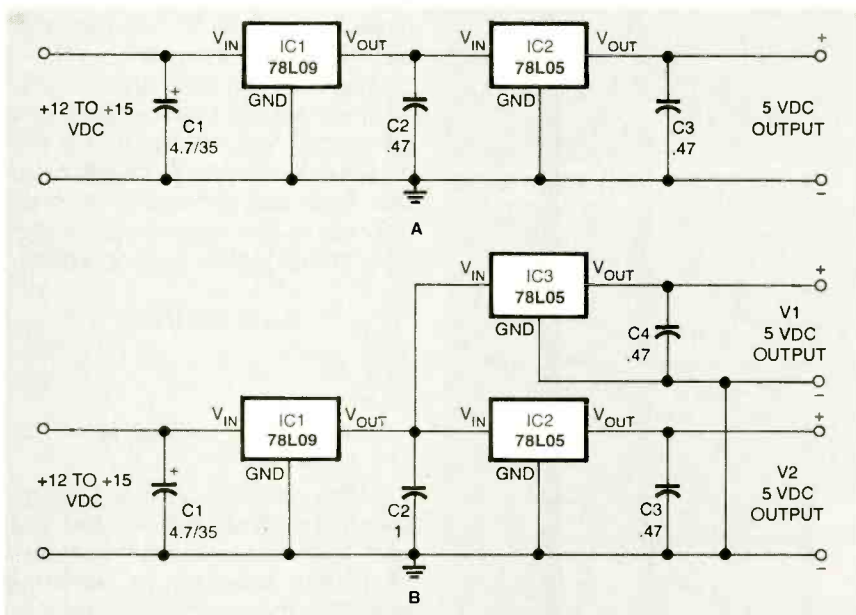 VIN
IC1
78L09
VOUT
GND
IC2
78L05
VOUT
GND
+
+12 TO +15
VDC
+
C1
4.7/35
C2
.47
C3
.47
5 VDC
OUTPUT
−
A
VIN
IC3
78L05
VOUT
GND
+
C4
.47
V1
5 VDC
OUTPUT
−
VIN
IC1
78L09
VOUT
GND
VIN
IC2
78L05
VOUT
GND
+
+12 TO +15
VDC
+
C1
4.7/35
C2
1
C3
.47
V2
5 VDC
OUTPUT
−
B